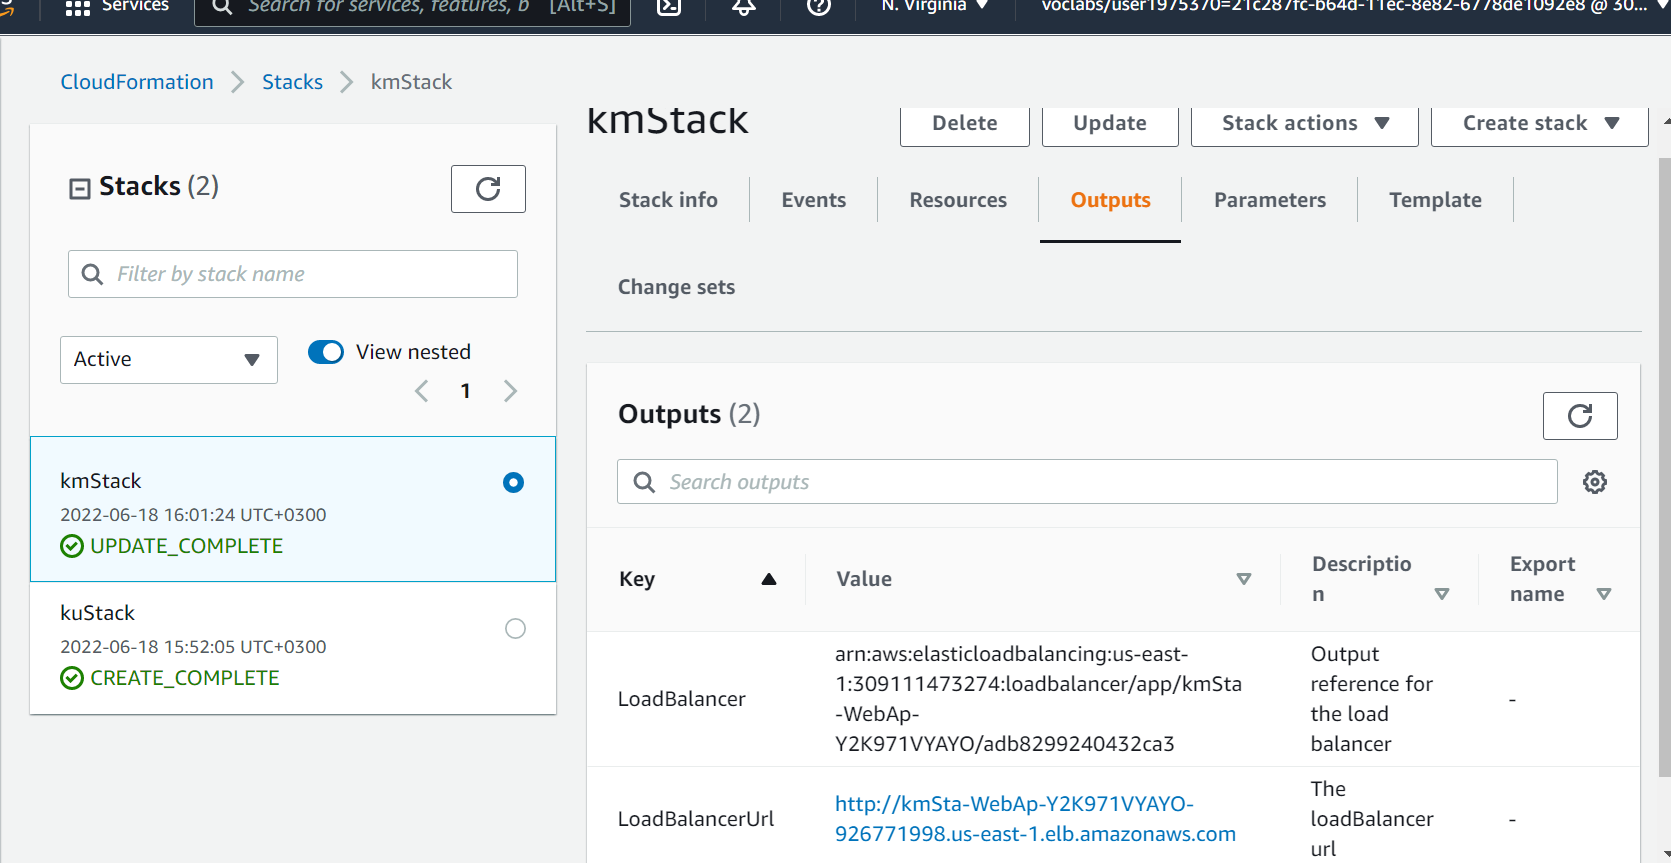 Services
Search for services, features, b
[Alt+S]
N. Virginia
voclabs/user1975370=21c287fc-b64d-11ec-8e82-6778de1092e8 @ 30...
CloudFormation
Stacks
kmStack
Stacks (2)
Filter by stack name
Active
View nested
1
kmStack
2022-06-18 16:01:24 UTC+0300
UPDATE_COMPLETE
kuStack
2022-06-18 15:52:05 UTC+0300
CREATE_COMPLETE
kmStack
Delete
Update
Stack actions
Create stack
Stack info
Events
Resources
Outputs
Parameters
Template
Change sets
Outputs (2)
Search outputs
Key
Value
Descriptio
n
Export
name
LoadBalancer
arn:aws:elasticloadbalancing:us-east-
1:309111473274:loadbalancer/app/kmSta
-WebAp-
Y2K971VYAYO/adb8299240432ca3
Output
reference for
the load
balancer
-
LoadBalancerUrl
http://kmSta-WebAp-Y2K971VYAYO-
926771998.us-east-1.elb.amazonaws.com
The
loadBalancer
url
-